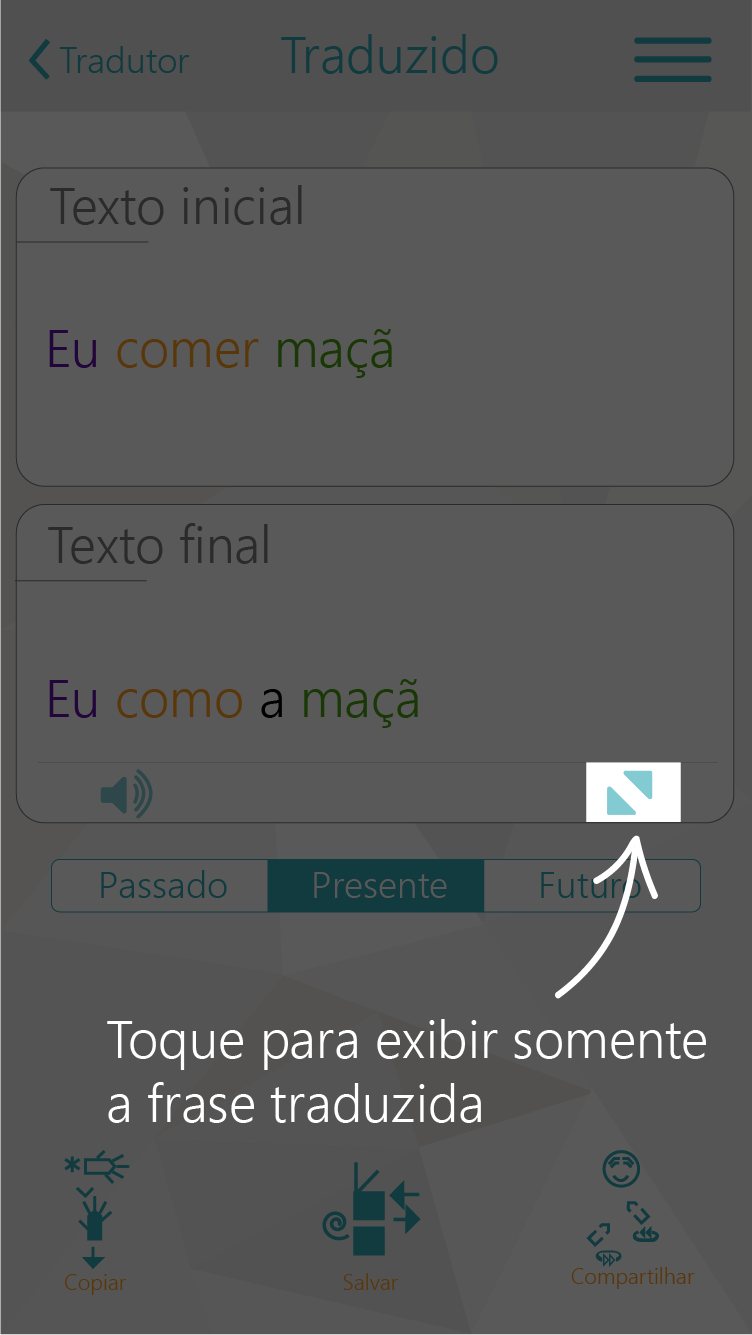 Tradutor
Traduzido
Texto inicial
Eu comer maçã
Texto final
Eu como a maçã
Passado
Presente
Futuro
Toque para exibir somente
a frase traduzida
Copiar
Salvar
Compartilhar